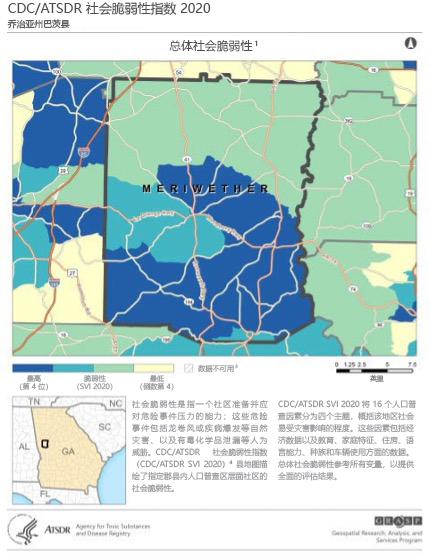 CDC/ATSDR 社会脆弱性指数 2020
乔治亚州巴茨县
总体社会脆弱性¹
MERIWETHER
最高
(第 4 位)
脆弱性
(SVI 2020)
最低
(倒数第 4)
数据不可用²
0 1.25 2.5 5 7.5
英里
TN
NC
SC
AL
GA
FL
社会脆弱性是指一个社区准备并应
对危险事件压力的能力；这些危险
事件包括龙卷风或疾病爆发等自然
灾害、以及有毒化学品泄漏等人为
威胁。ATSDR 社会脆弱性指数
（CDC/ATSDR SVI 2020）⁴ 县地图描
绘了指定郡县内人口普查区层面社区的
社会脆弱性。
CDC/ATSDR SVI 2020 将 16 个人口普
查因素分为四个主题，概括该地区社会
易受灾害影响的程度。这些因素包括经
济数据以及教育、家庭特征、住房、语
言能力、种族和车辆使用方面的数据。
总体社会脆弱性参考所有变量，以提供
全面的评估结果。
ATSDR
Agency for Toxic Substances
and Disease Registry
GRASP
Geospatial Research, Analysis, and
Services Program